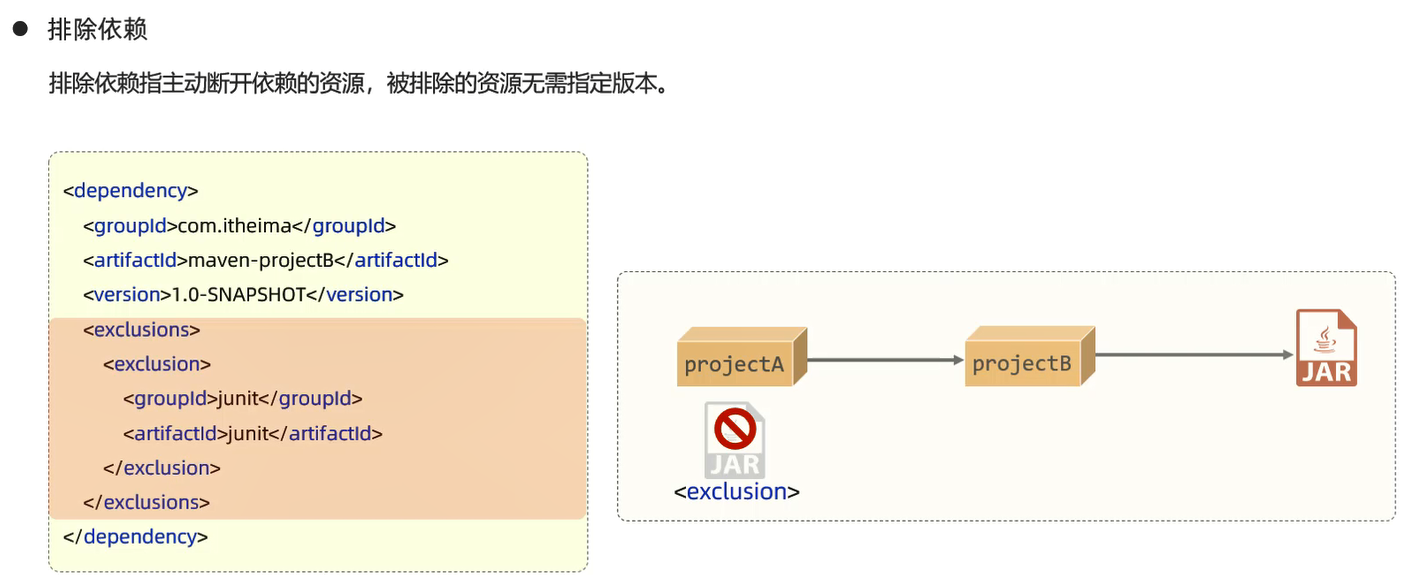 排除依赖
排除依赖指主动断开依赖的资源，被排除的资源无需指定版本。
<dependency>
<groupId>com.itheima</groupId>
<artifactId>maven-projectB</artifactId>
<version>1.0-SNAPSHOT</version>
<exclusions>
<exclusion>
<groupId>junit</groupId>
<artifactId>junit</artifactId>
</exclusion>
</exclusions>
</dependency>
projectA
projectB
JAR
JAR
<exclusion>